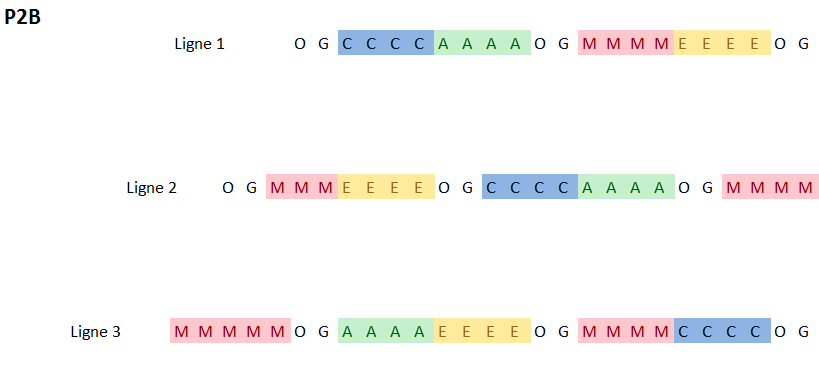 P2B
Ligne 1 O G C C C C A A A A O G M M M M E E E E O G
Ligne 2 O G M M M E E E E O G C C C C A A A A O G M M M M
Ligne 3 M M M M M O G A A A A E E E E O G M M M M C C C C O G